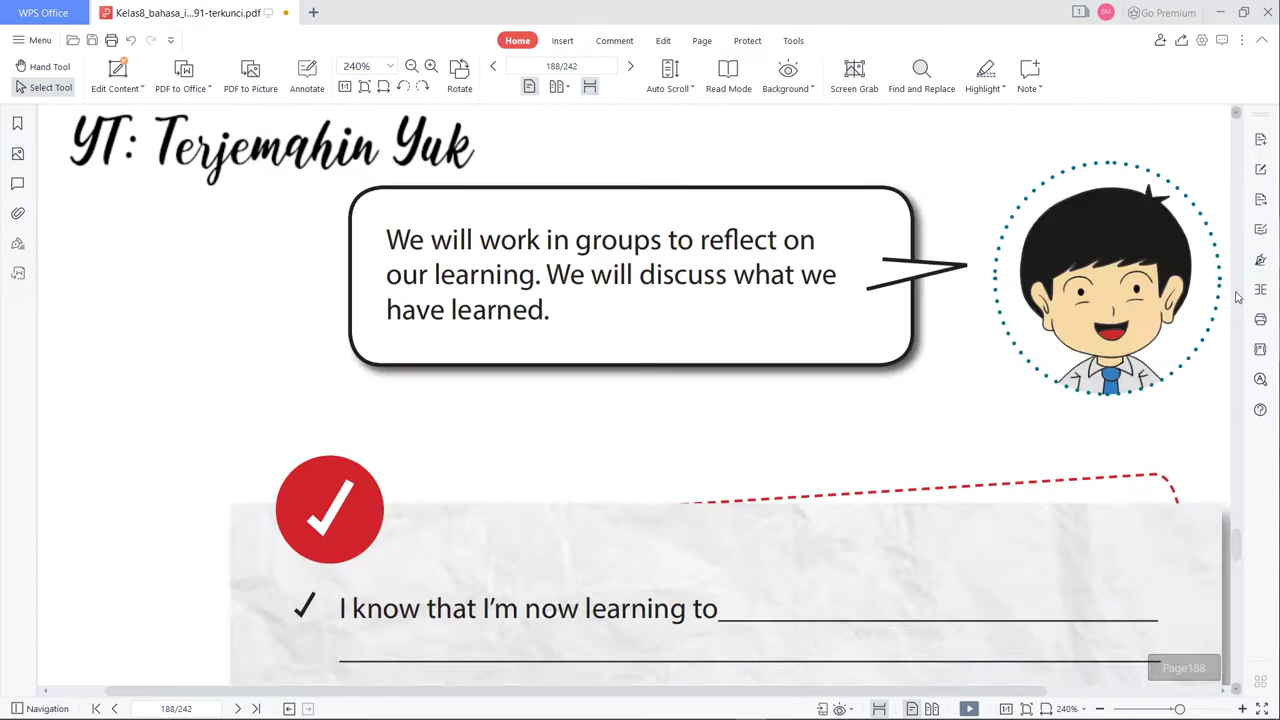 WPS Office
Kelas8_bahasa_i...91-terkunci.pdf
1
SM
Go Premium
Menu
Home
Insert
Comment
Edit
Page
Protect
Tools
Hand Tool
Select Tool
Edit Content
PDF to Office
PDF to Picture
Annotate
240%
Rotate
188/242
Auto Scroll
Read Mode
Background
Screen Grab
Find and Replace
Highlight
Note
YT: Terjemahin Yuk
We will work in groups to reflect on
our learning. We will discuss what we
have learned.
I know that I'm now learning to
Page188
Navigation
188/242
240%